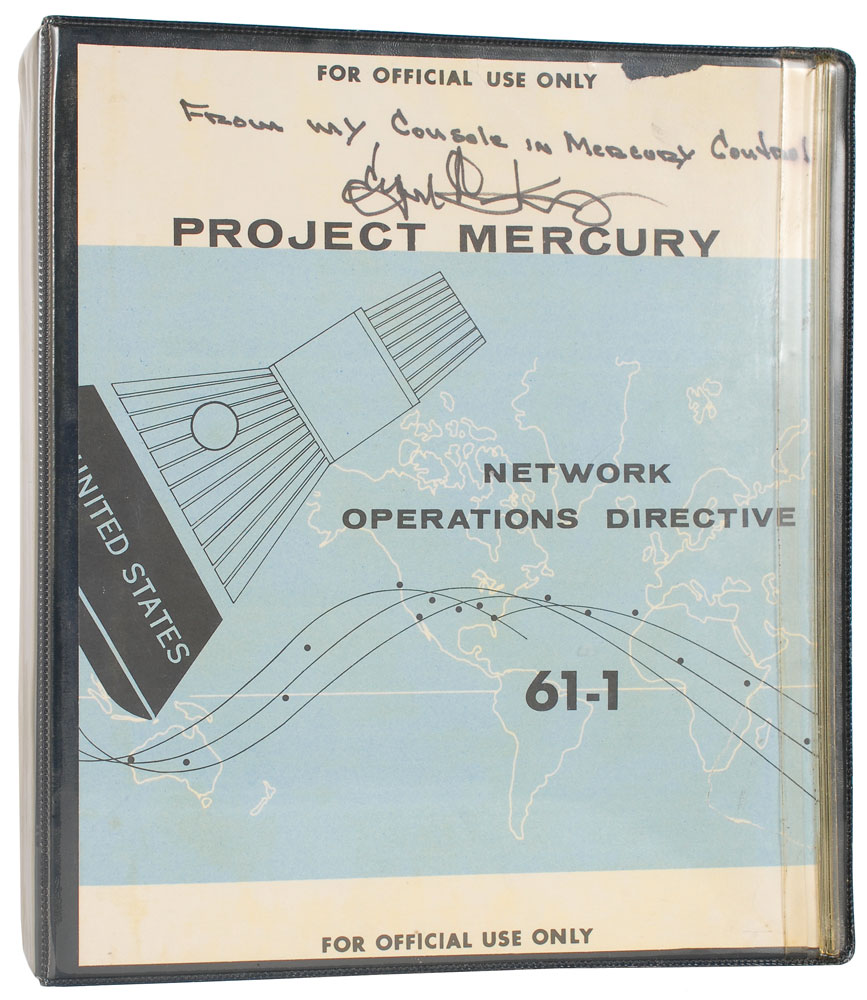 FOR OFFICIAL USE ONLY
From my Console in Mercury Control
PROJECT MERCURY
NETWORK
OPERATIONS DIRECTIVE
UNITED STATES
61-1
FOR OFFICIAL USE ONLY